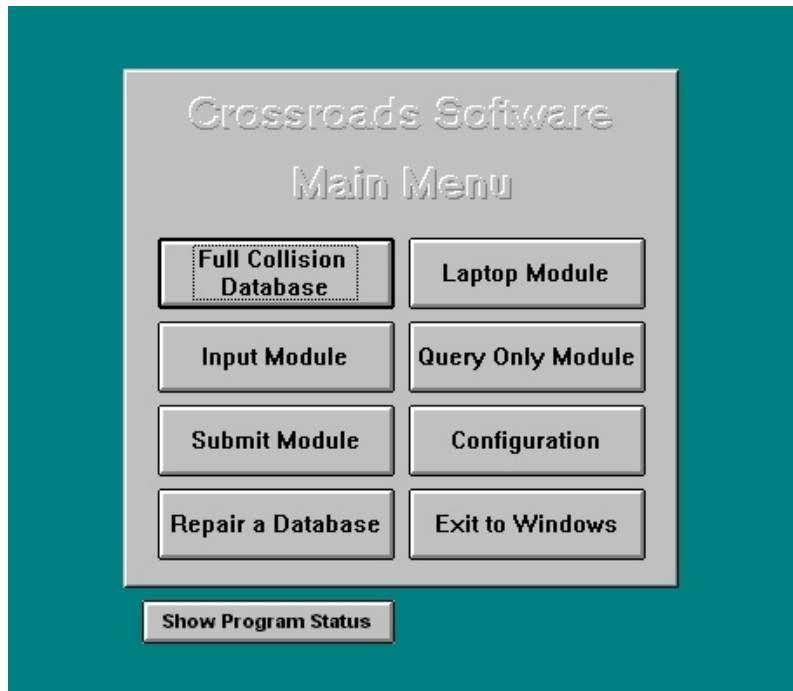 Crossroads Software
Main Menu
Full Collision
Database
Laptop Module
Input Module
Query Only Module
Submit Module
Configuration
Repair a Database
Exit to Windows
Show Program Status